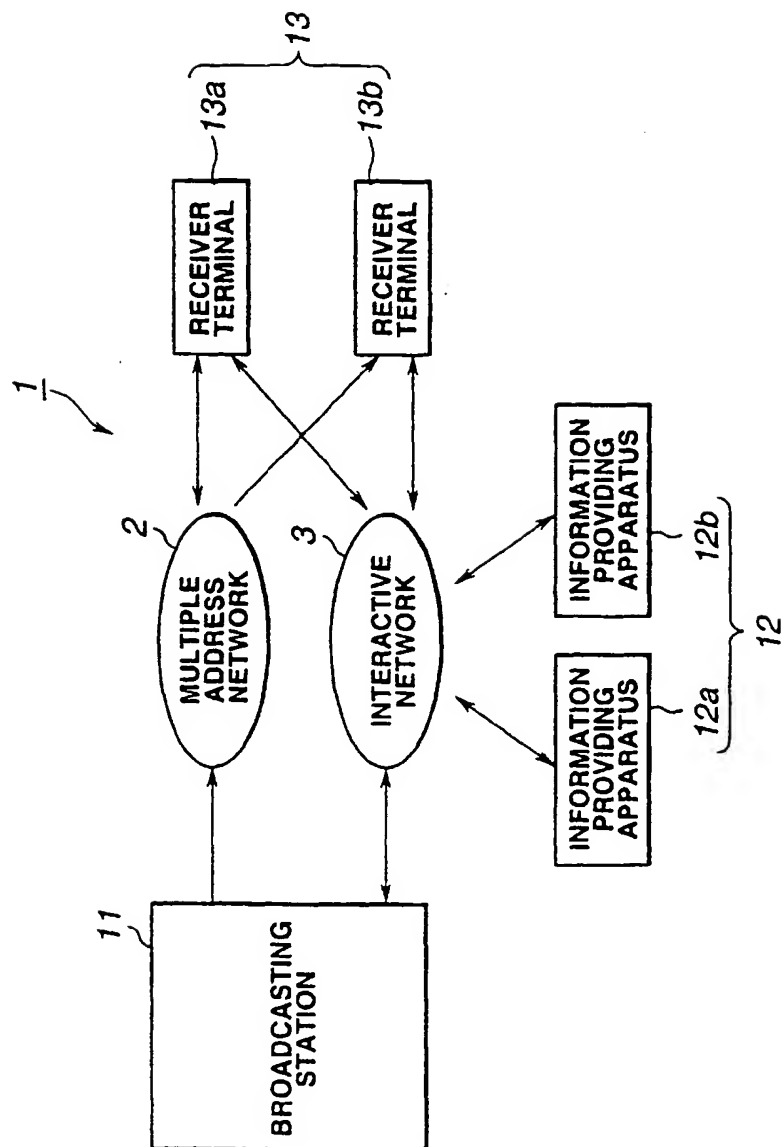 1
11
BROADCASTING
STATION
2
MULTIPLE
ADDRESS
NETWORK
3
INTERACTIVE
NETWORK
RECEIVER
TERMINAL
13a
RECEIVER
TERMINAL
13b
13
INFORMATION
PROVIDING
APPARATUS
12a
INFORMATION
PROVIDING
APPARATUS
12b
12